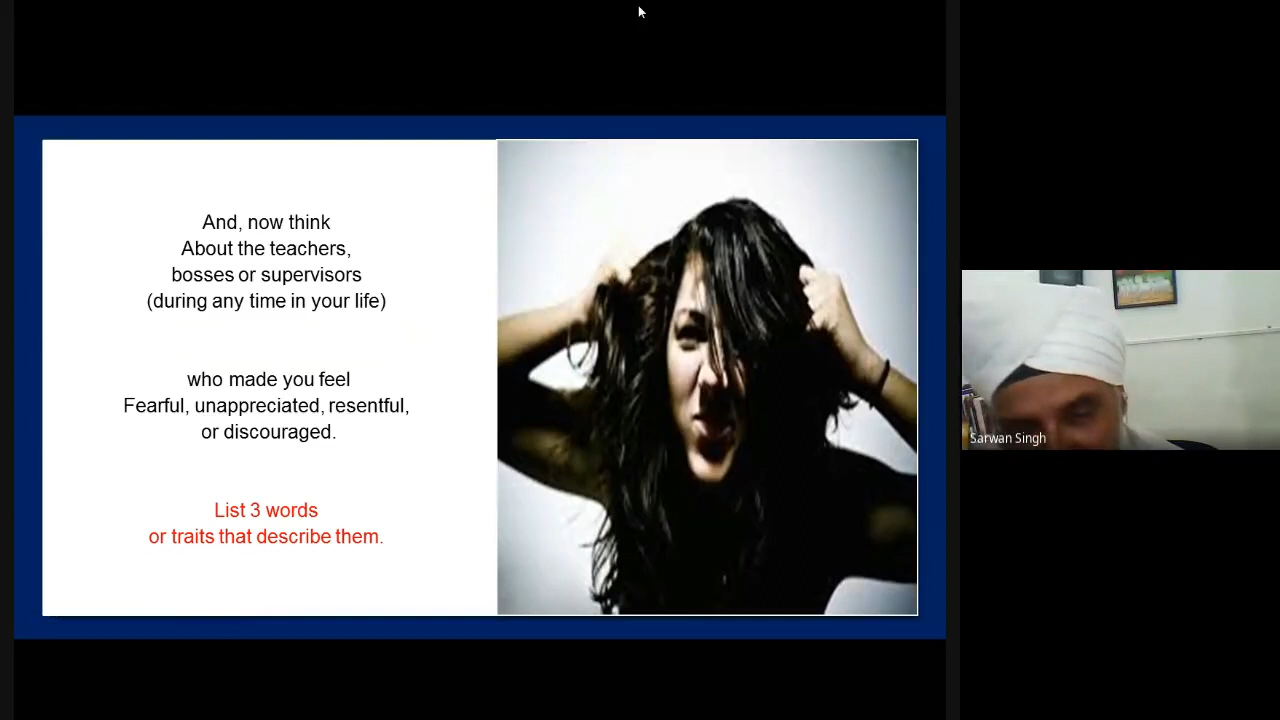 And, now think
About the teachers,
bosses or supervisors
(during any time in your life)
who made you feel
Fearful, unappreciated, resentful,
or discouraged.
List 3 words
or traits that describe them.
Sarwan Singh